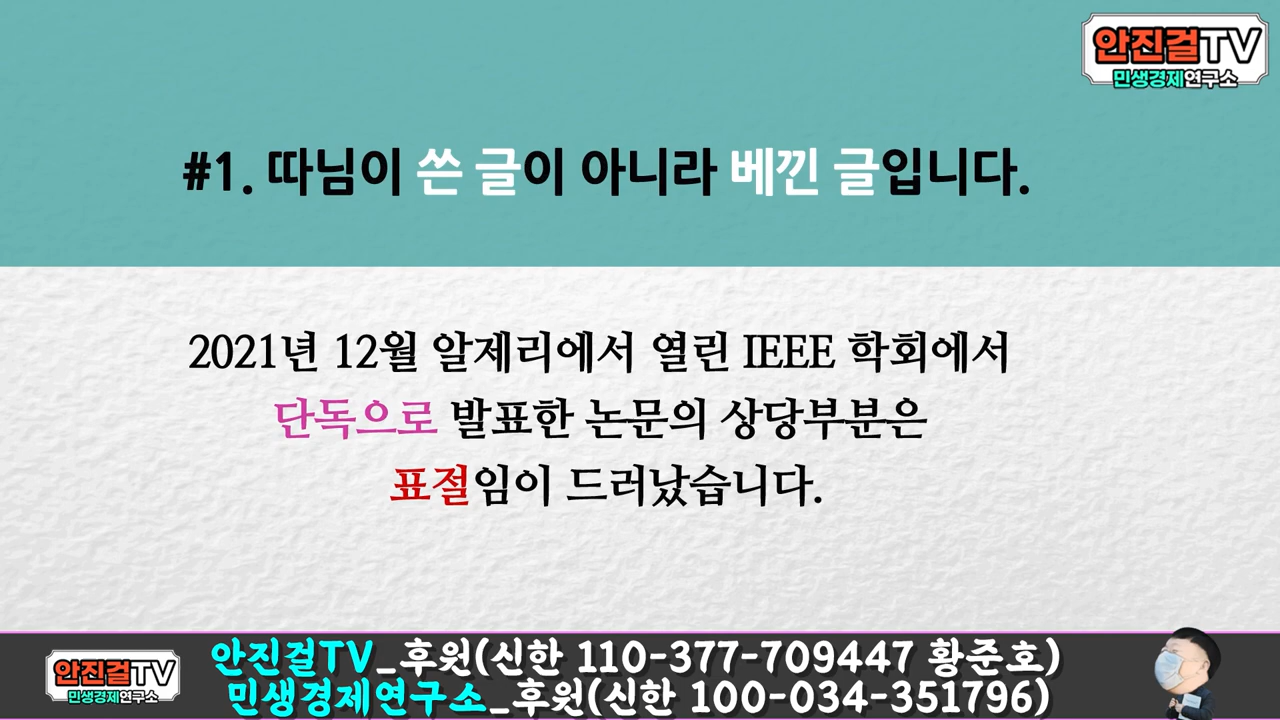 안진걸TV
민생경제연구소
#1. 따님이 쓴 글이 아니라 베낀 글입니다.
2021년 12월 알제리에서 열린 IEEE 학회에서
단독으로 발표한 논문의 상당부분은
표절임이 드러났습니다.
안진걸TV
민생경제연구소
안진걸TV_후원(신한 110-377-709447 황준호)
민생경제연구소_후원(신한 100-034-351796)